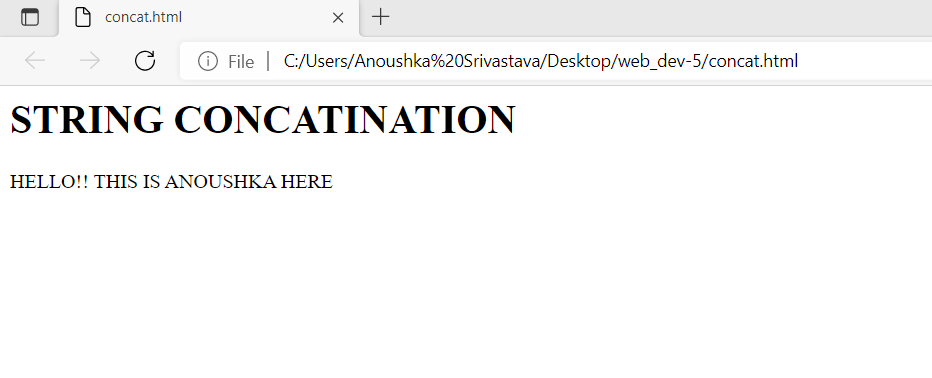 concat.html
File | C:/Users/Anoushka%20Srivastava/Desktop/web_dev-5/concat.html
STRING CONCATINATION
HELLO!! THIS IS ANOUSHKA HERE